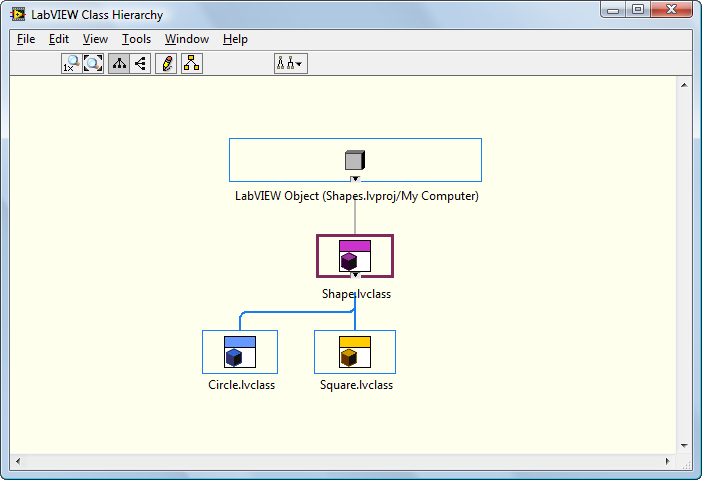 LabVIEW Class Hierarchy
File Edit View Tools Window Help
1x
LabVIEW Object (Shapes.lvproj/My Computer)
Shape.lvclass
Circle.lvclass Square.lvclass